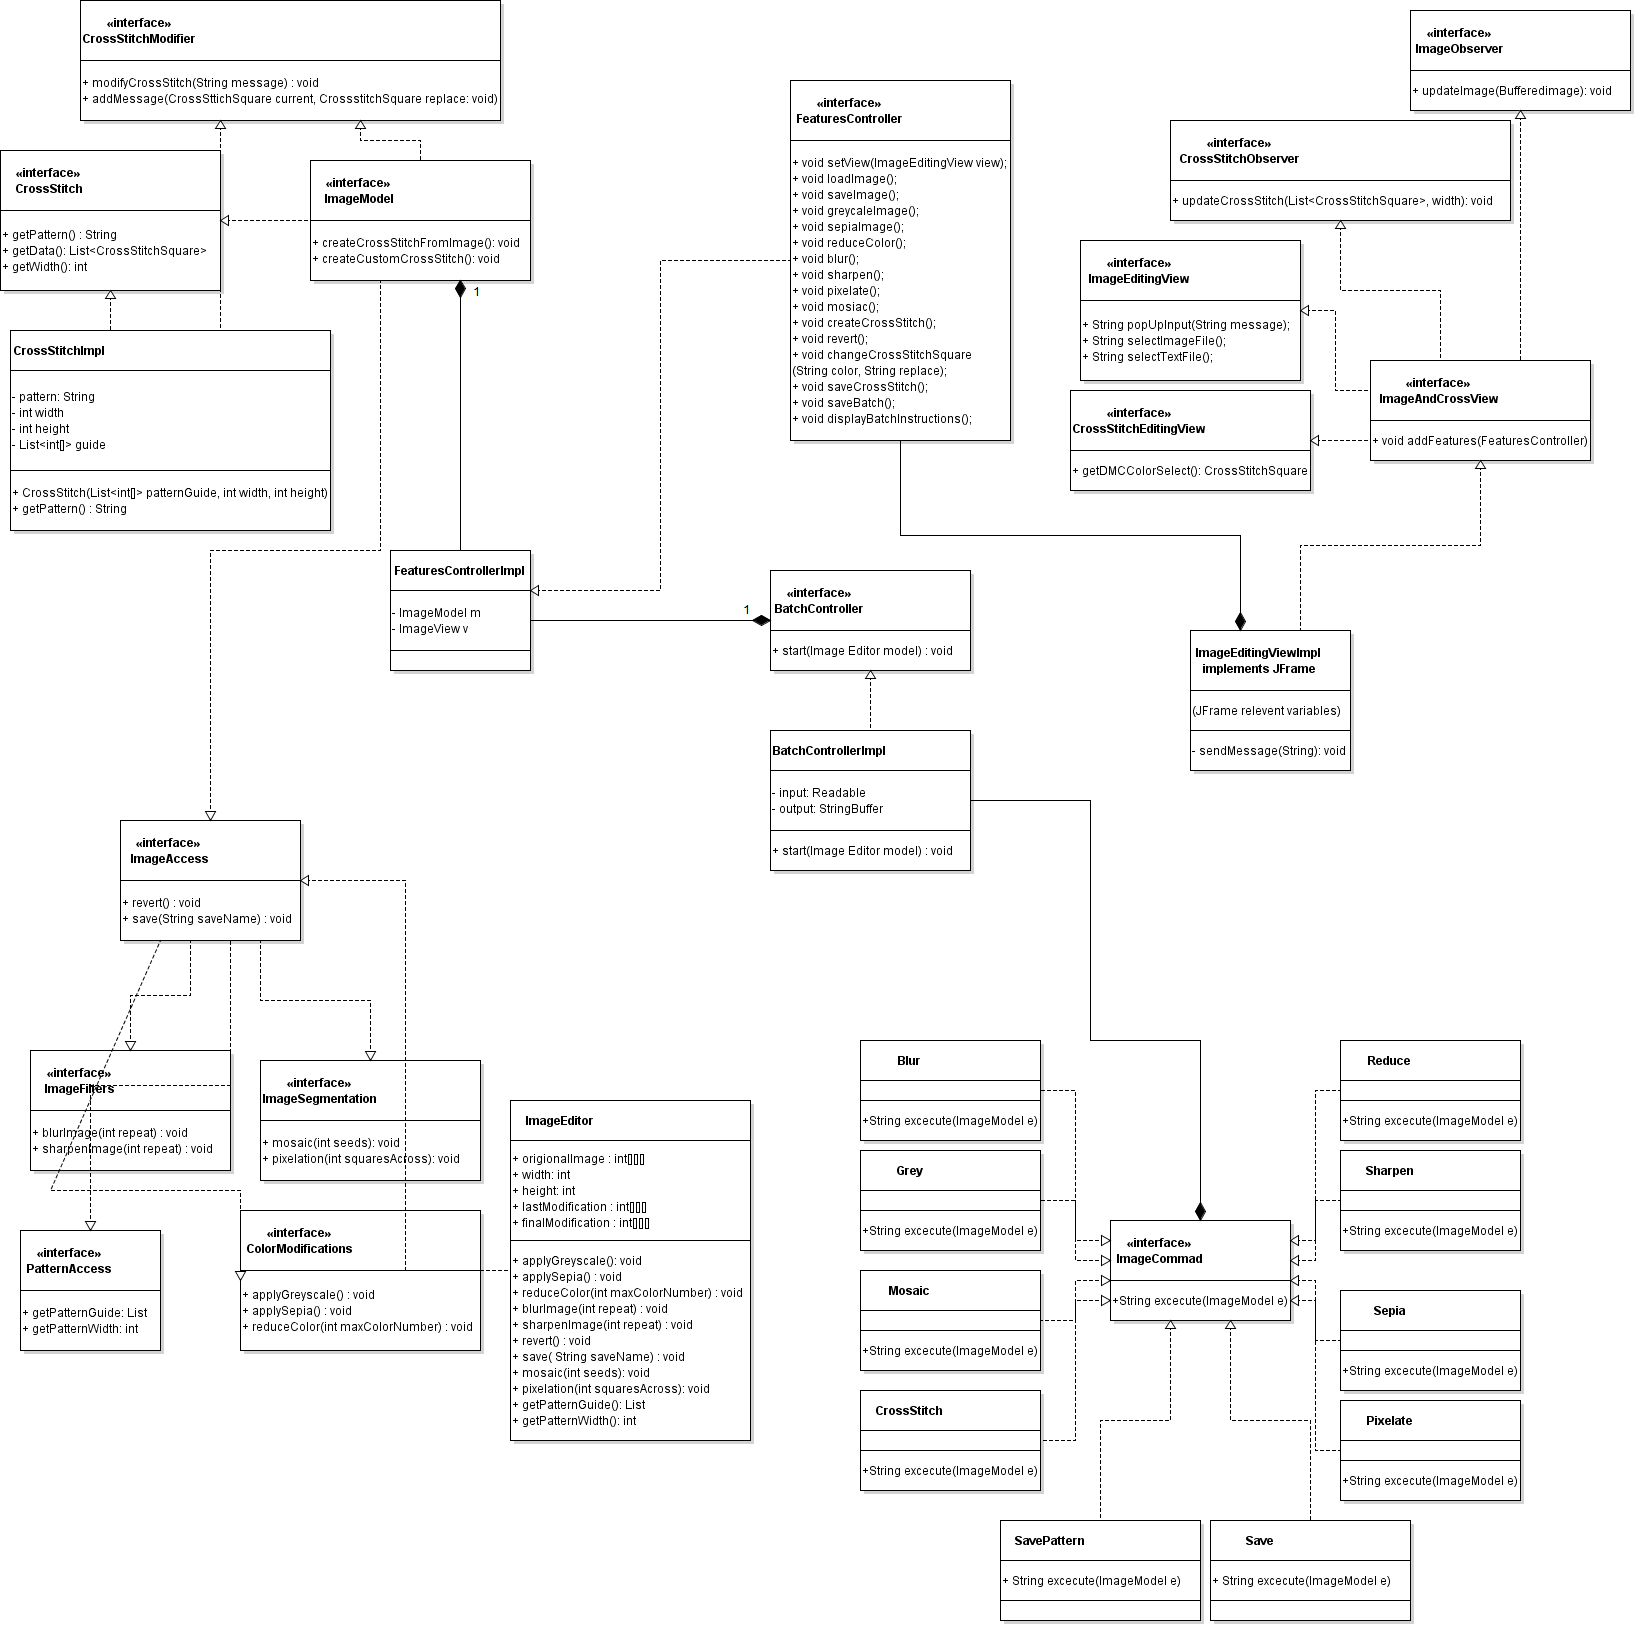 «interface»
CrossStitchModifier
+ modifyCrossStitch(String message) : void
+ addMessage(CrossSttichSquare current, CrossstitchSquare replace: void)
«interface»
CrossStitch
+ getPattern() : String
+ getData(): List<CrossStitchSquare>
+ getWidth(): int
«interface»
ImageModel
+ createCrossStitchFromImage(): void
+ createCustomCrossStitch(): void
1
CrossStitchImpl
- pattern: String
- int width
- int height
- List<int[]> guide
+ CrossStitch(List<int[]> patternGuide, int width, int height)
+ getPattern() : String
«interface»
FeaturesController
+ void setView(ImageEditingView view);
+ void loadImage();
+ void saveImage();
+ void greycaleImage();
+ void sepiaImage();
+ void reduceColor();
+ void blur();
+ void sharpen();
+ void pixelate();
+ void mosiac();
+ void createCrossStitch();
+ void revert();
+ void changeCrossStitchSquare
(String color, String replace);
+ void saveCrossStitch();
+ void saveBatch();
+ void displayBatchInstructions();
«interface»
ImageObserver
+ updateImage(Bufferedimage): void
«interface»
CrossStitchObserver
+ updateCrossStitch(List<CrossStitchSquare>, width): void
«interface»
ImageEditingView
+ String popUpInput(String message);
+ String selectImageFile();
+ String selectTextFile();
«interface»
CrossStitchEditingView
+ getDMCColorSelect(): CrossStitchSquare
«interface»
ImageAndCrossView
+ void addFeatures(FeaturesController)
FeaturesControllerImpl
- ImageModel m
- ImageView v
1
«interface»
BatchController
+ start(Image Editor model) : void
BatchControllerImpl
- input: Readable
- output: StringBuffer
+ start(Image Editor model) : void
ImageEditingViewImpl
implements JFrame
(JFrame relevent variables)
- sendMessage(String): void
«interface»
ImageAccess
+ revert() : void
+ save(String saveName) : void
«interface»
ImageFilters
+ blurImage(int repeat) : void
+ sharpenImage(int repeat) : void
«interface»
ImageSegmentation
+ mosaic(int seeds): void
+ pixelation(int squaresAcross): void
«interface»
PatternAccess
+ getPatternGuide: List
+ getPatternWidth: int
«interface»
ColorModifications
+ applyGreyscale() : void
+ applySepia() : void
+ reduceColor(int maxColorNumber) : void
ImageEditor
+ origionalImage : int[][][]
+ width: int
+ height: int
+ lastModification : int[][][]
+ finalModification : int[][][]
+ applyGreyscale(): void
+ applySepia() : void
+ reduceColor(int maxColorNumber) : void
+ blurImage(int repeat) : void
+ sharpenImage(int repeat) : void
+ revert() : void
+ save( String saveName) : void
+ mosaic(int seeds): void
+ pixelation(int squaresAcross): void
+ getPatternGuide(): List
+ getPatternWidth(): int
Blur
+String excecute(ImageModel e)
Grey
+String excecute(ImageModel e)
Mosaic
+String excecute(ImageModel e)
CrossStitch
+String excecute(ImageModel e)
«interface»
ImageCommad
+String excecute(ImageModel e)
Reduce
+String excecute(ImageModel e)
Sharpen
+String excecute(ImageModel e)
Sepia
+String excecute(ImageModel e)
Pixelate
+String excecute(ImageModel e)
SavePattern
+ String excecute(ImageModel e)
Save
+ String excecute(ImageModel e)